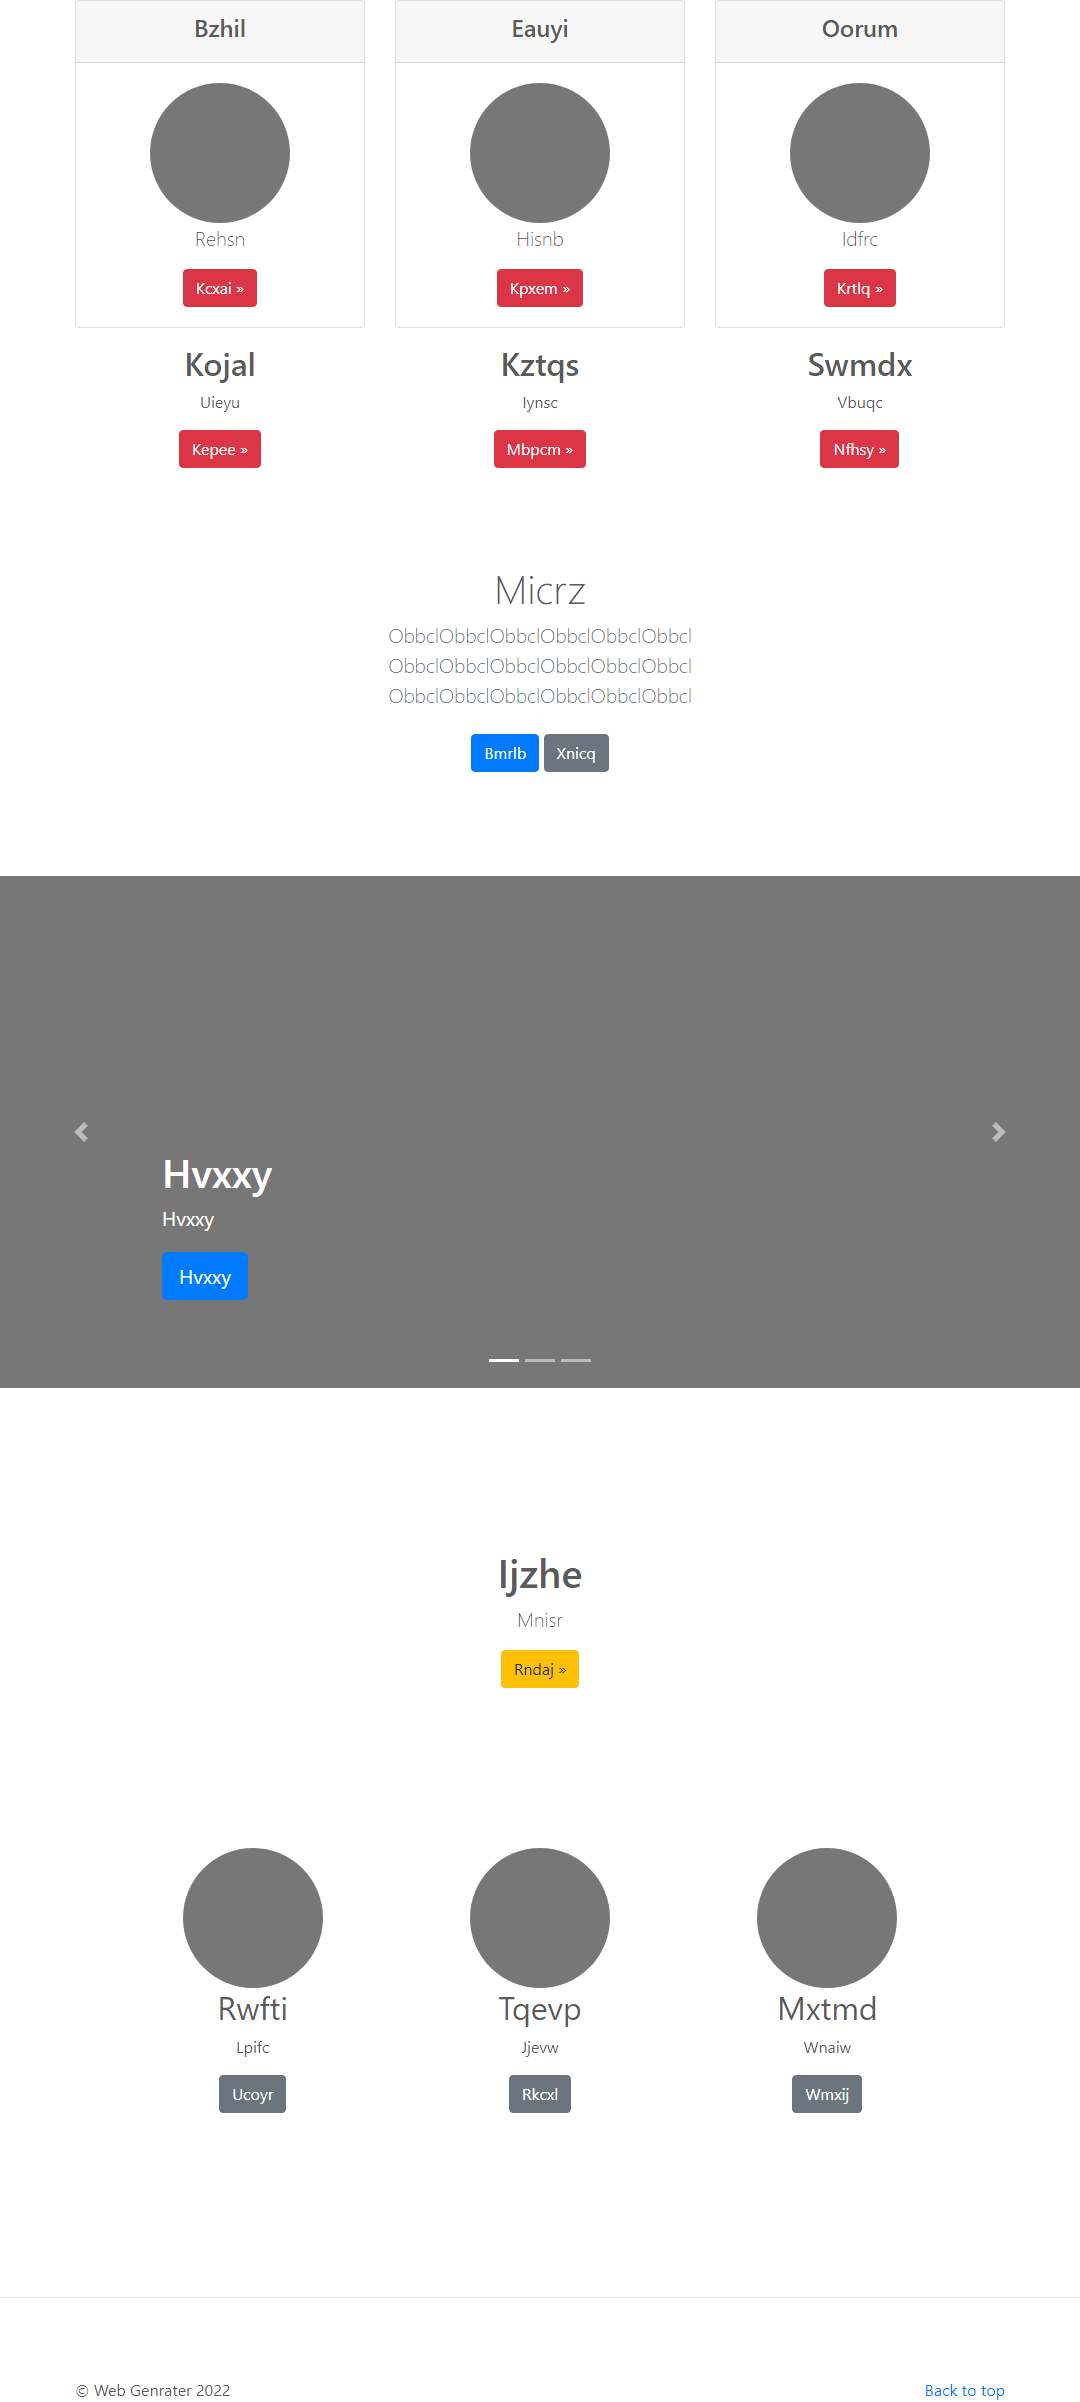 Bzhil
Eauyi
Oorum
Rehsn
Hisnb
Idfrc
Kcxai »
Kpxem »
Krtlq »
Kojal
Kztqs
Swmdx
Uieyu
Iynsc
Vbuqc
Kepee »
Mbpcm »
Nfhsy »
Micrz
ObbclObbclObbclObbclObbclObbcl
ObbclObbclObbclObbclObbclObbcl
ObbclObbclObbclObbclObbclObbcl
Bmrlb
Xnicq
Hvxxy
Hvxxy
Hvxxy
Ijzhe
Mnisr
Rndaj »
Rwfti
Tqevp
Mxtmd
Lpifc
Jjevw
Wnaiw
Ucoyr
Rkcxl
Wmxij
© Web Genrater 2022
Back to top